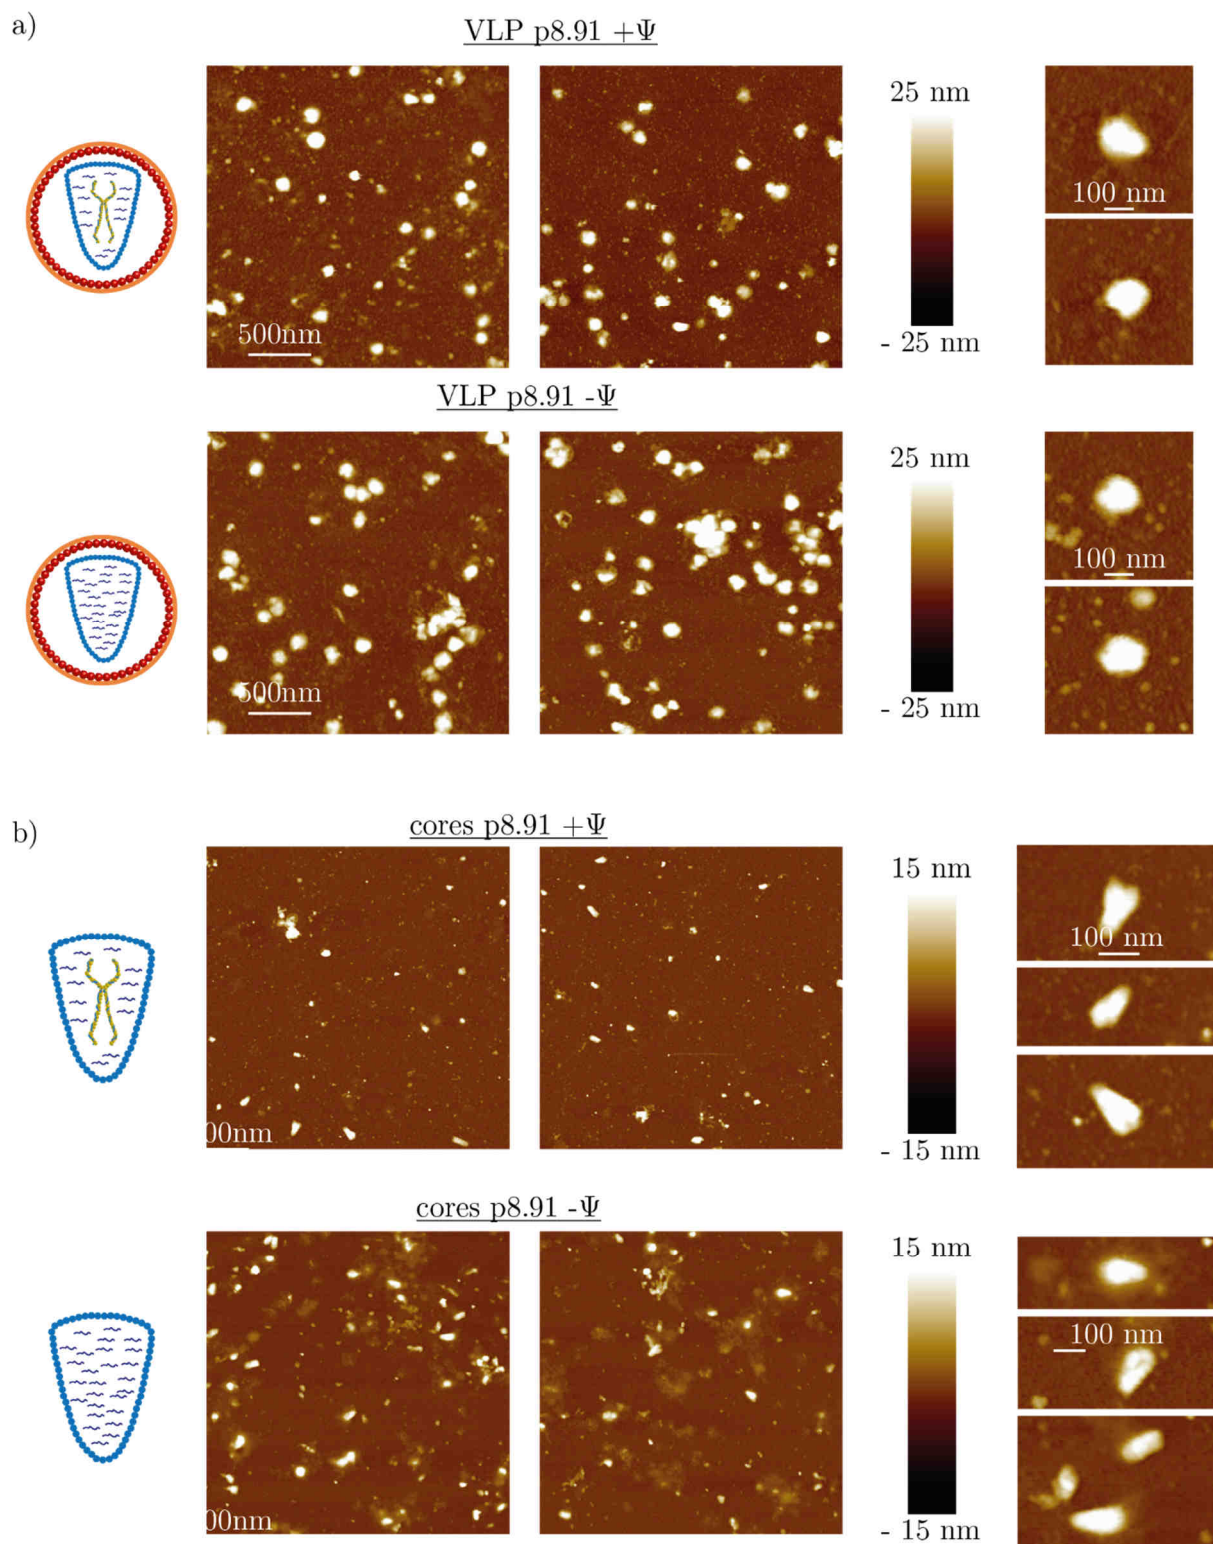 a)
VLP p8.91 +Ψ
500nm
25 nm
- 25 nm
100 nm
VLP p8.91 -Ψ
500nm
25 nm
- 25 nm
100 nm
b)
cores p8.91 +Ψ
00nm
15 nm
- 15 nm
100 nm
cores p8.91 -Ψ
00nm
15 nm
- 15 nm
100 nm